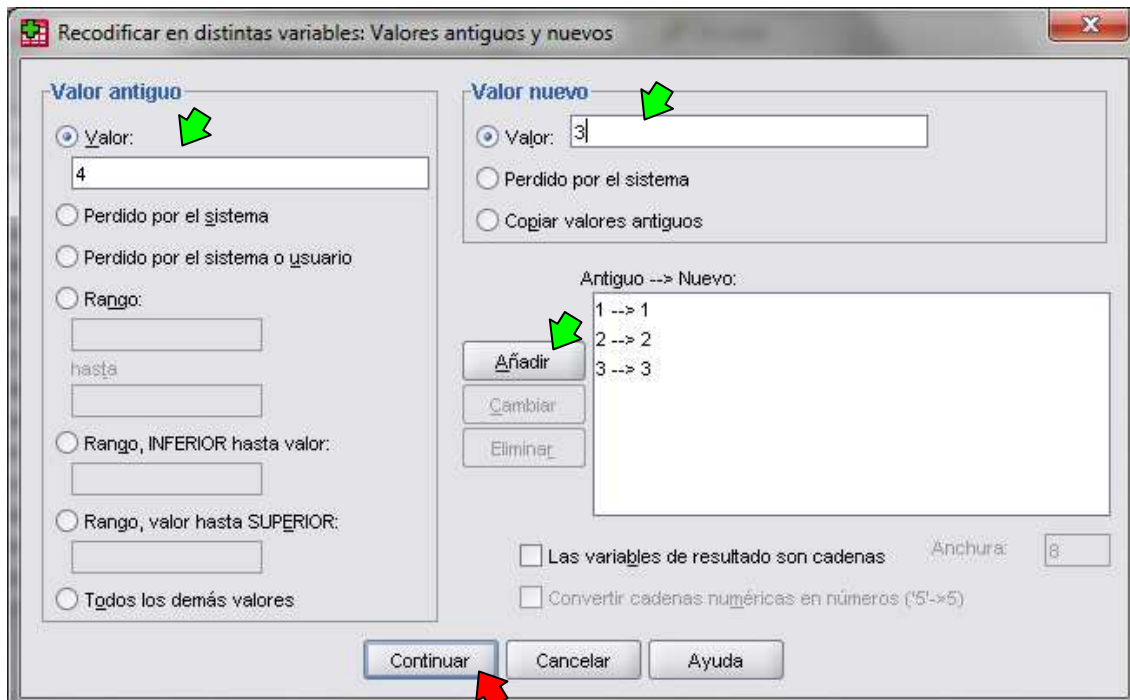 Recodificar en distintas variables: Valores antiguos y nuevos
Valor antiguo
Valor:
4
Perdido por el sistema
Perdido por el sistema o usuario
Rango:
hasta
Rango, INFERIOR hasta valor:
Rango, valor hasta SUPERIOR:
Todos los demás valores
Valor nuevo
Valor: 3
Perdido por el sistema
Copiar valores antiguos
Antiguo --> Nuevo:
1 --> 1
2 --> 2
3 --> 3
Añadir
Cambiar
Eliminar
Las variables de resultado son cadenas Anchura: 8
Convertir cadenas numéricas en números ('5'->5)
Continuar Cancelar Ayuda